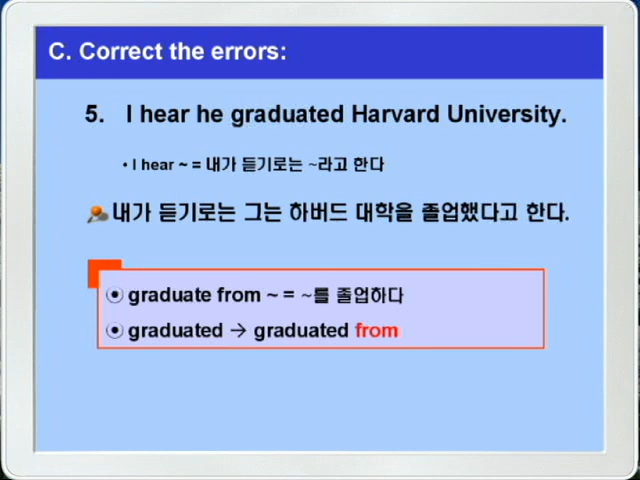 C. Correct the errors:
5. I hear he graduated Harvard University.
• I hear ~ = 내가 듣기로는 ~라고 한다
내가 듣기로는 그는 하버드 대학을 졸업했다고 한다.
graduate from ~ = ~를 졸업하다
graduated → graduated from